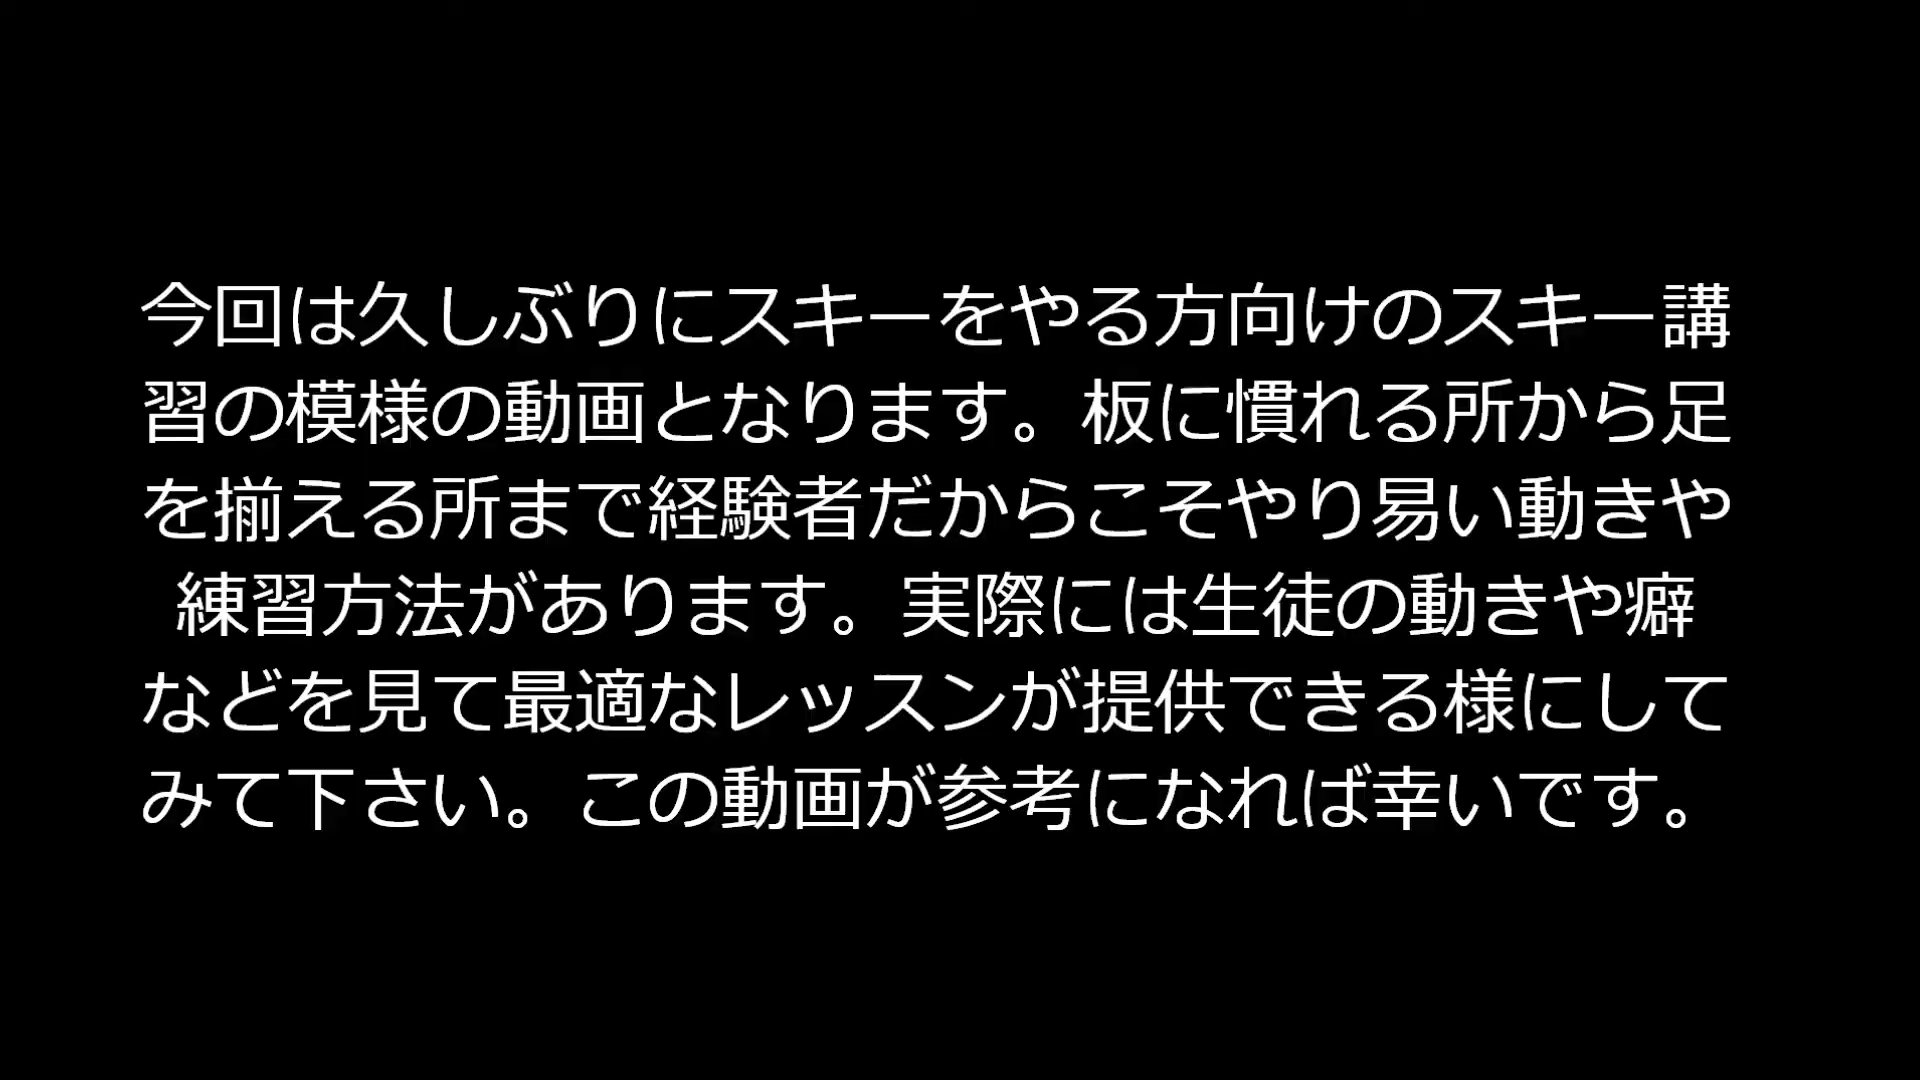 今回は久しぶりにスキーをやる方向けのスキー講
習の模様の動画となります。板に慣れる所から足
を揃える所まで経験者だからこそやり易い動きや
練習方法があります。実際には生徒の動きや癖
などを見て最適なレッスンが提供できる様にして
みて下さい。この動画が参考になれば幸いです。